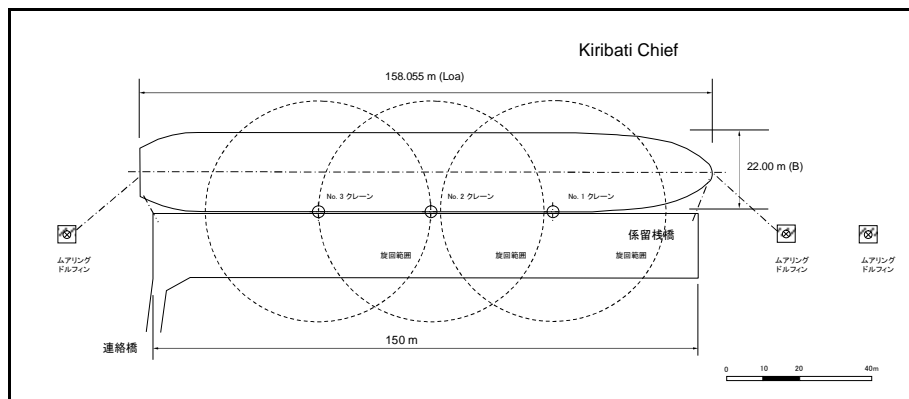 Kiribati Chief
158.055 m (Loa)
22.00 m (B)
No. 3 クレーン
No. 2 クレーン
No. 1 クレーン
係留桟橋
旋回範囲
旋回範囲
旋回範囲
ムアリング
ドルフィン
ムアリング
ドルフィン
ムアリング
ドルフィン
連絡橋
150 m
0
10
20
40m